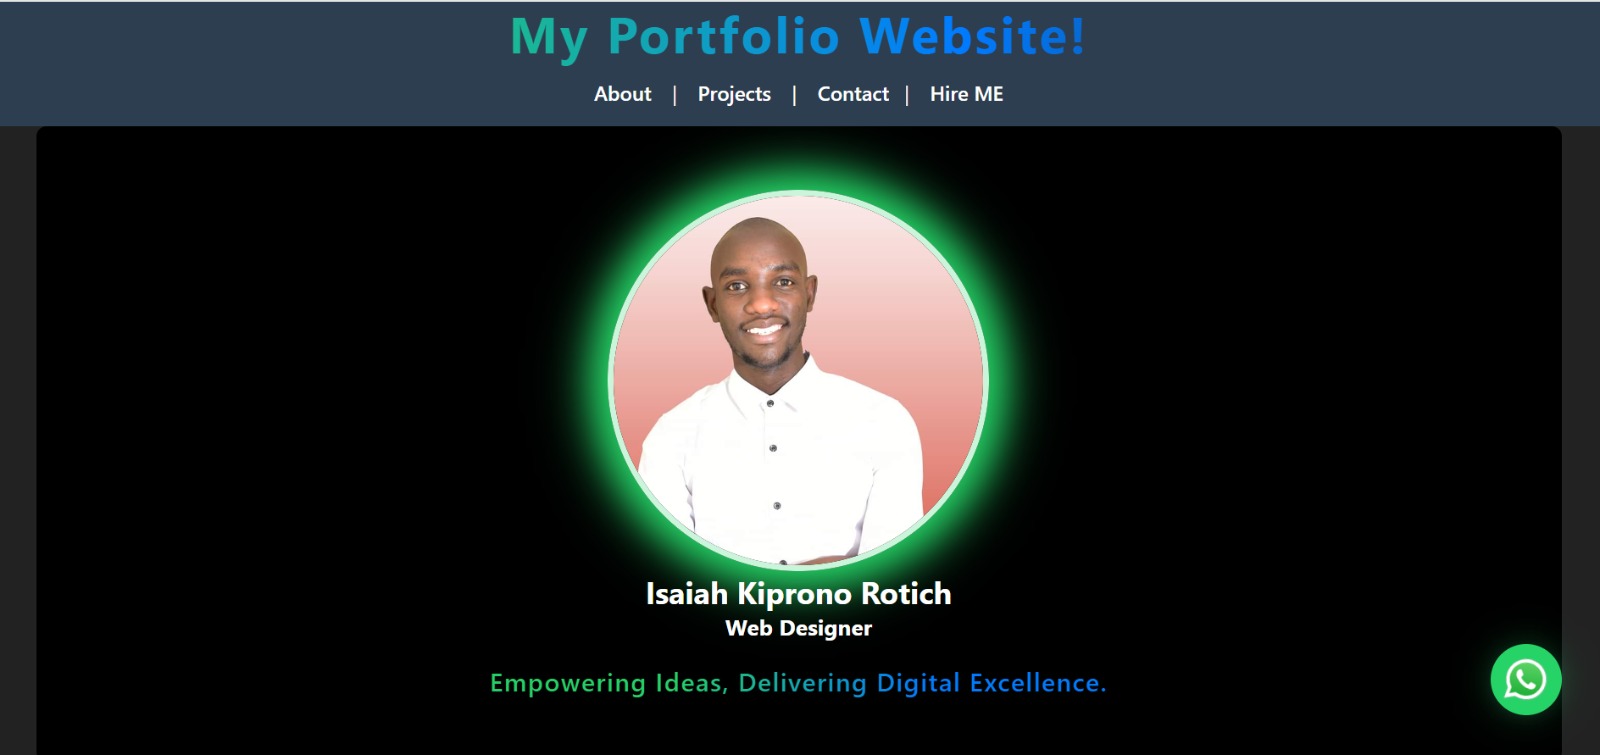 My Portfolio Website!
About | Projects | Contact | Hire ME
Isaiah Kiprono Rotich
Web Designer
Empowering Ideas, Delivering Digital Excellence.